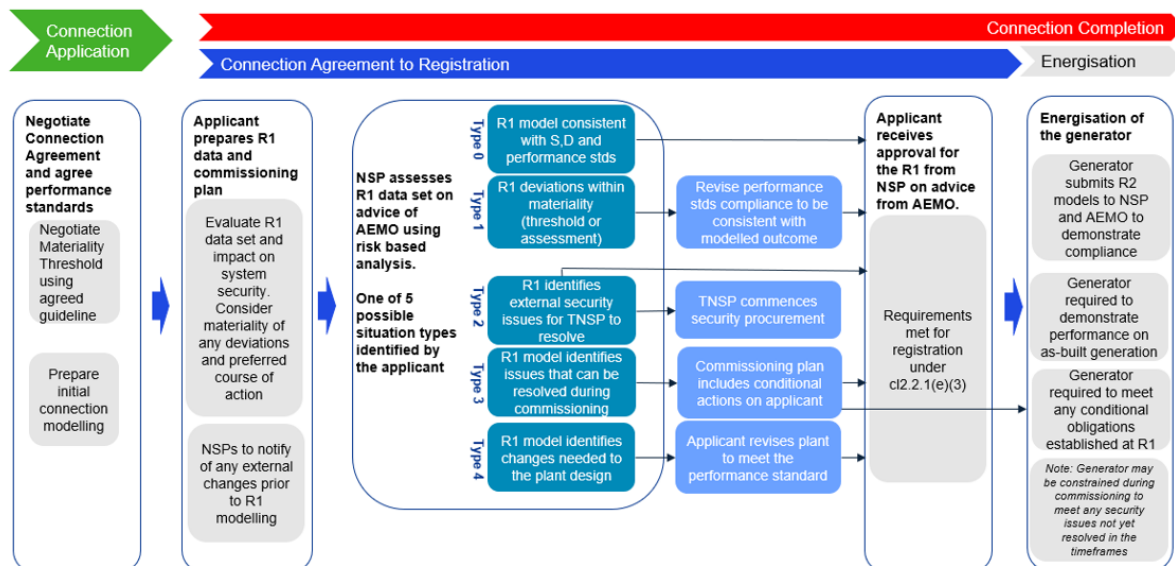 Connection
Application
Connection Completion
Connection Agreement to Registration
Energisation
Negotiate
Connection
Agreement
and agree
performance
standards
Negotiate
Materiality
Threshold
using
agreed
guideline
Prepare
initial
connection
modelling
Applicant
prepares R1
data and
commissioning
plan
Evaluate R1
data set and
impact on
system
security.
Consider
materiality of
any deviations
and preferred
course of
action
NSPs to notify
of any external
changes prior
to R1
modelling
NSP assesses
R1 data set on
advice of
AEMO using
risk based
analysis.
One of 5
possible
situation types
identified by
the applicant
Type 0
R1 model consistent
with S,D and
performance stds
Type 1
R1 deviations within
materiality
(threshold or
assessment)
Revise performance
stds compliance to be
consistent with
modelled outcome
Type 2
R1 identifies
external security
issues for TNSP to
resolve
TNSP commences
security procurement
Type 3
R1 model identifies
issues that can be
resolved during
commissioning
Commissioning plan
includes conditional
actions on applicant
Type 4
R1 model identifies
changes needed to
the plant design
Applicant revises
plant to meet the
performance standard
Applicant
receives
approval for
the R1 from
NSP on advice
from AEMO.
Requirements
met for
registration
under
cl2.2.1(e)(3)
Energisation of
the generator
Generator
submits R2
models to NSP
and AEMO to
demonstrate
compliance
Generator
required to
demonstrate
performance on
as-built generation
Generator
required to meet
any conditional
obligations
established at R1
Note: Generator may
be constrained during
commissioning to
meet any security
issues not yet
resolved in the
timeframes